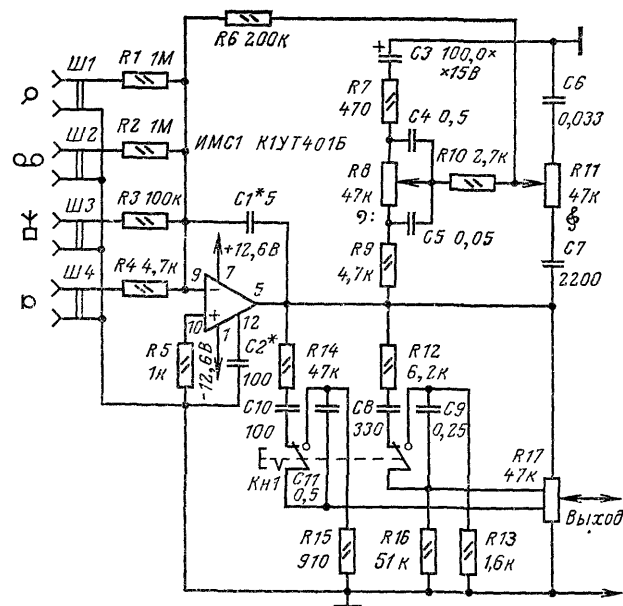 R6 200к
Ш1
R1 1М
+
C3 100,0×
×15В
C6
0,033
R7
470
C4 0,5
Ш2
R2 1М
ИМС1 К1УТ401Б
R8
47к
R10 2,7к
R11
47к
Ш3
R3 100к
C1*5
C5 0,05
C7
2200
+12,6В
R9
4,7к
Ш4
R4 4,7к
9
7
5
−
+
10
1
12
-12,6В
R5
1к
C2*
100
R14
47к
R12
6,2к
C10
100
C8
330
C9
0,25
Кн1
C11
0,5
R17
47к
Выход
R15
910
R16
51к
R13
1,6к